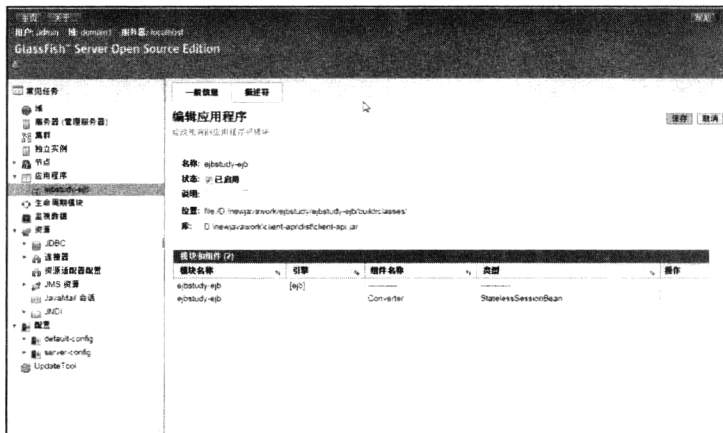 主页 关于...
用户: admin 域: domain1 服务器: localhost
GlassFish™ Server Open Source Edition
常见任务
域
服务器 (管理服务器)
集群
独立实例
节点
应用程序
ejbstudy-ejb
生命周期模块
监视数据
资源
JDBC
连接器
资源适配器配置
JMS 资源
JavaMail 会话
JNDI
配置
default-config
server-config
UpdateTool
一般信息 描述符
编辑应用程序
保存 取消
名称: ejbstudy-ejb
状态: 已启用
说明:
位置: file:/D:/newjavawork/ejbstudy/ejbstudy-ejb/build/classes/
库: D:\newjavawork\client-api\dist\client-api.jar
模块和组件 (2)
模块名称 引擎 组件名称 类型 操作
ejbstudy-ejb [ejb] ----------- -----------
ejbstudy-ejb Converter StatelessSessionBean